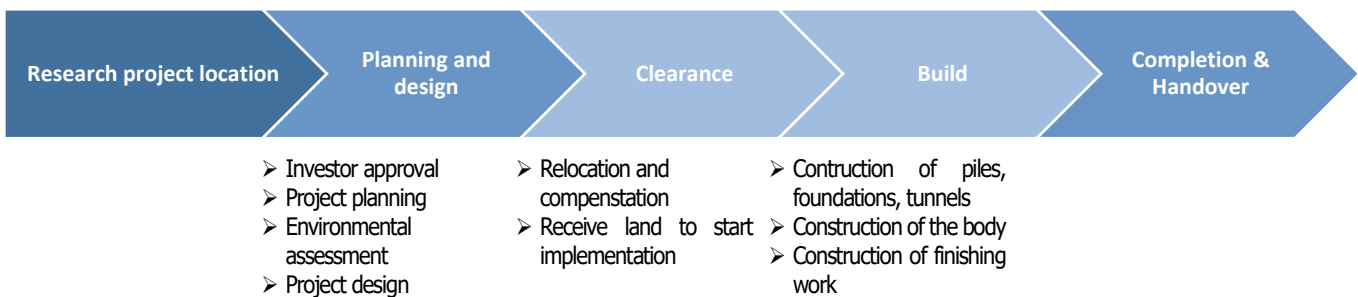 Research project location
Planning and
design
Clearance
Build
Completion &
Handover
➢ Investor approval
➢ Project planning
➢ Environmental
assessment
➢ Project design
➢ Relocation and
compenstation
➢ Receive land to start
implementation
➢ Contruction of piles,
foundations, tunnels
➢ Construction of the body
➢ Construction of finishing
work